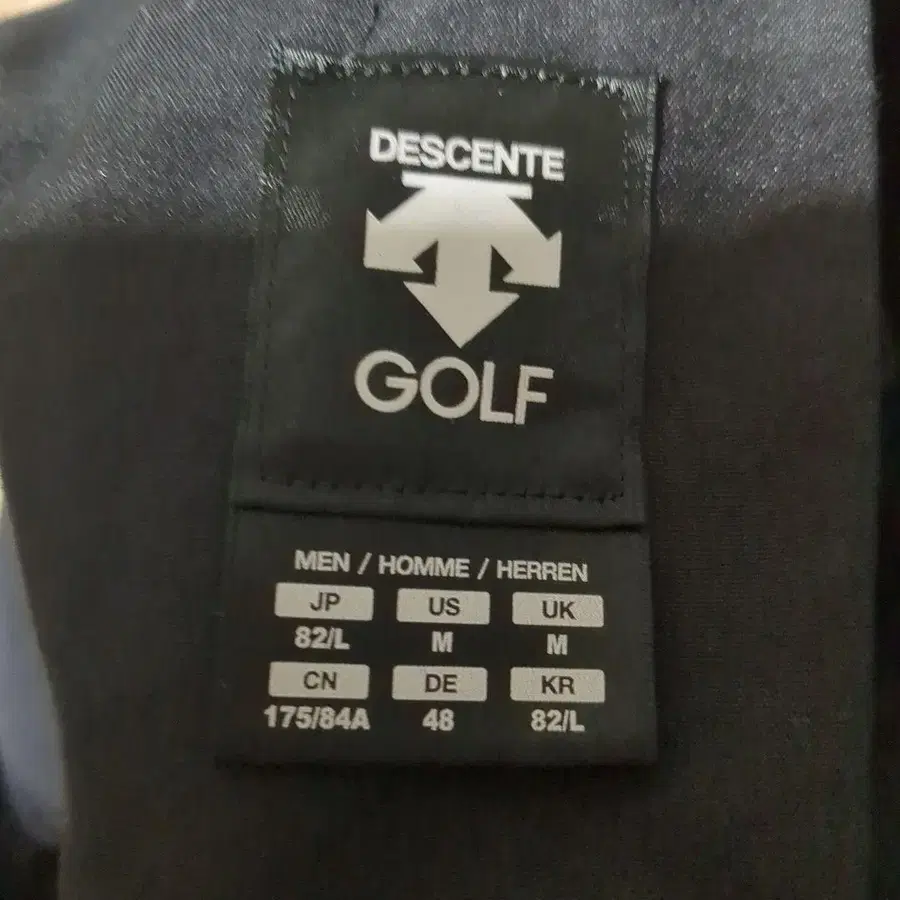 DESCENTE
GOLF
MEN / HOMME / HERREN
JP US UK
82/L M M
CN DE KR
175/84A 48 82/L